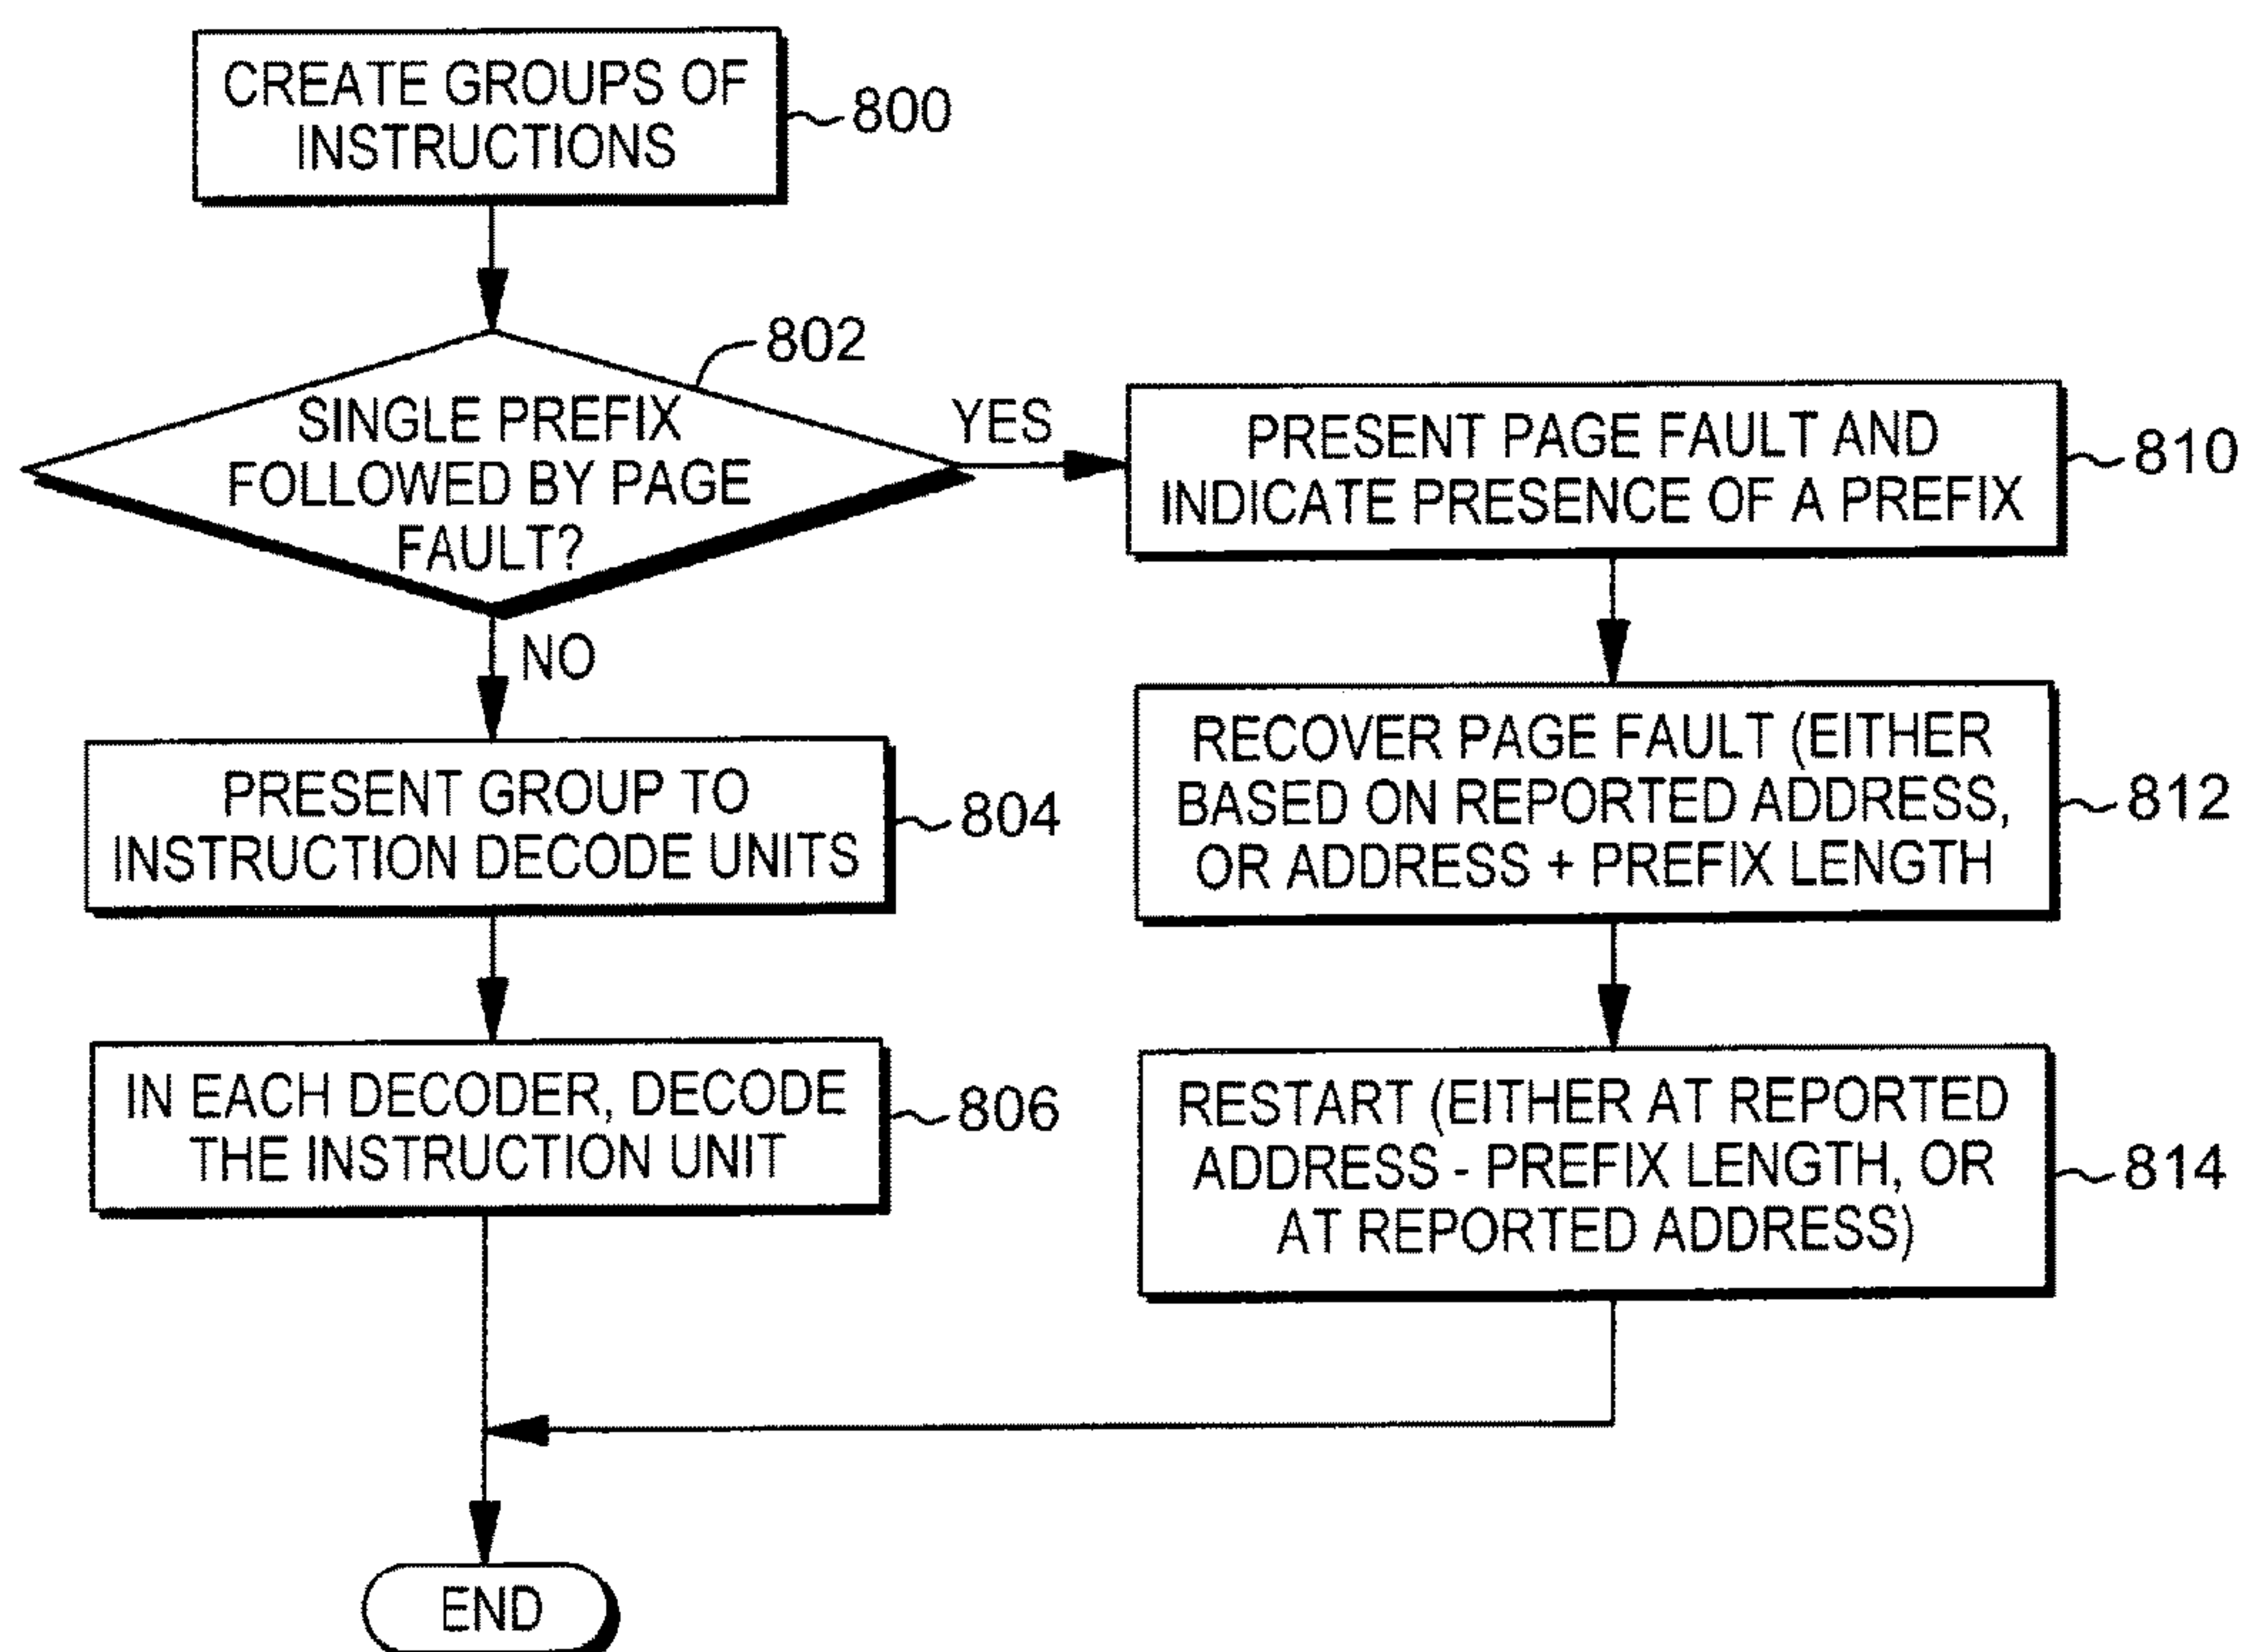 CREATE GROUPS OF
INSTRUCTIONS
800
802
SINGLE PREFIX
FOLLOWED BY PAGE
FAULT?
YES
NO
PRESENT PAGE FAULT AND
INDICATE PRESENCE OF A PREFIX
810
PRESENT GROUP TO
INSTRUCTION DECODE UNITS
804
RECOVER PAGE FAULT (EITHER
BASED ON REPORTED ADDRESS,
OR ADDRESS + PREFIX LENGTH
812
IN EACH DECODER, DECODE
THE INSTRUCTION UNIT
806
RESTART (EITHER AT REPORTED
ADDRESS - PREFIX LENGTH, OR
AT REPORTED ADDRESS)
814
END